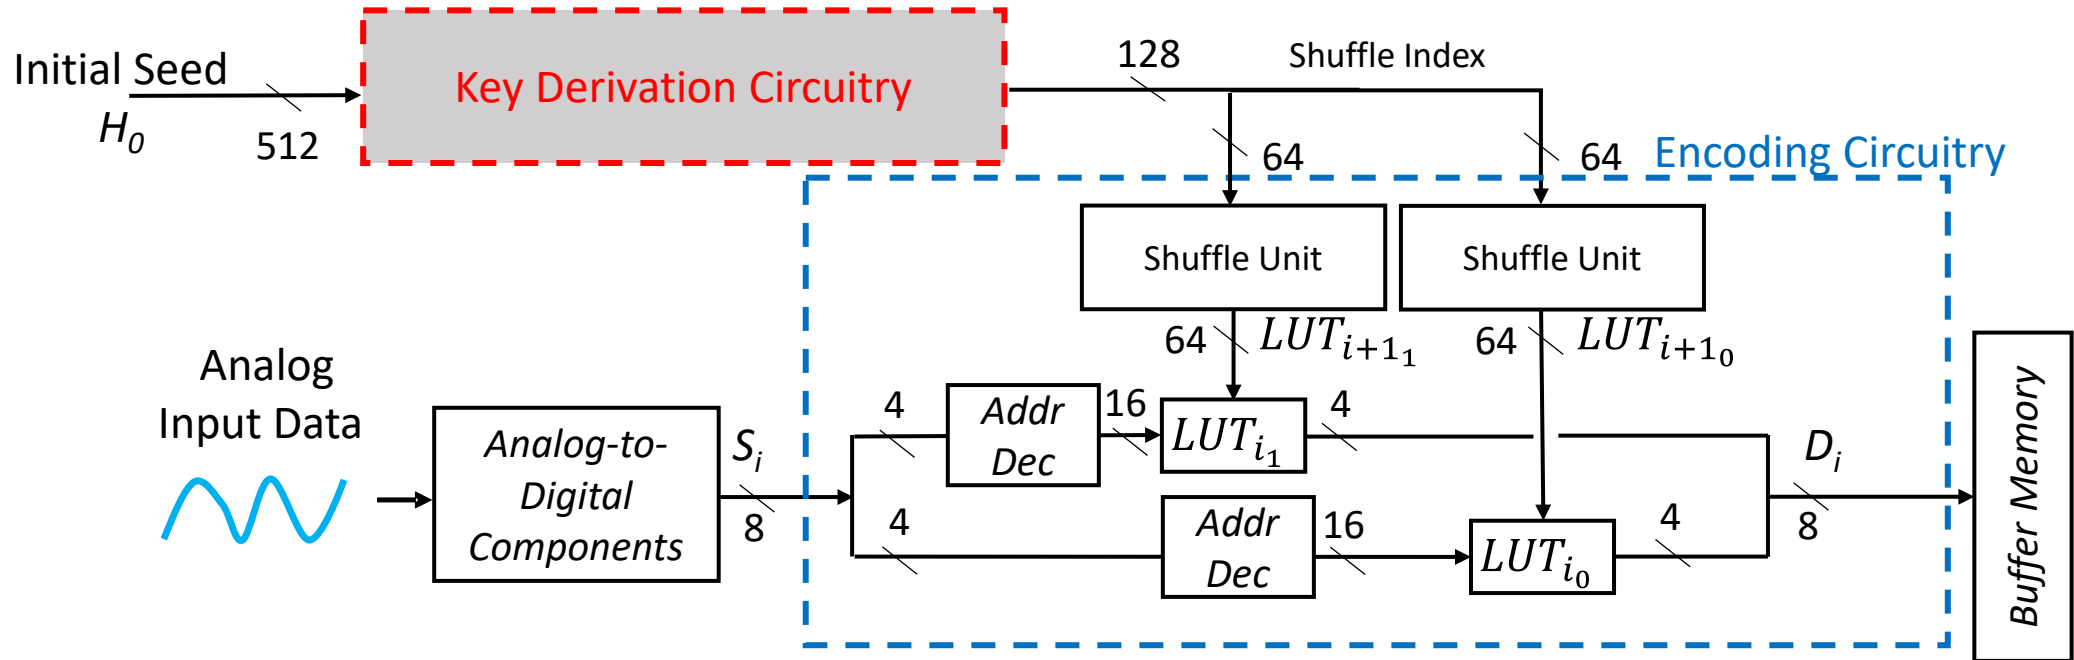 Initial Seed
H₀
512
Key Derivation Circuitry
128
Shuffle Index
64
64
Encoding Circuitry
Shuffle Unit
Shuffle Unit
64
LUTᵢ₊₁₁
64
LUTᵢ₊₁₀
Analog
Input Data
Analog-to-
Digital
Components
Sᵢ
8
4
Addr
Dec
16
LUTᵢ₁
4
4
Addr
Dec
16
LUTᵢ₀
4
Dᵢ
8
Buffer Memory